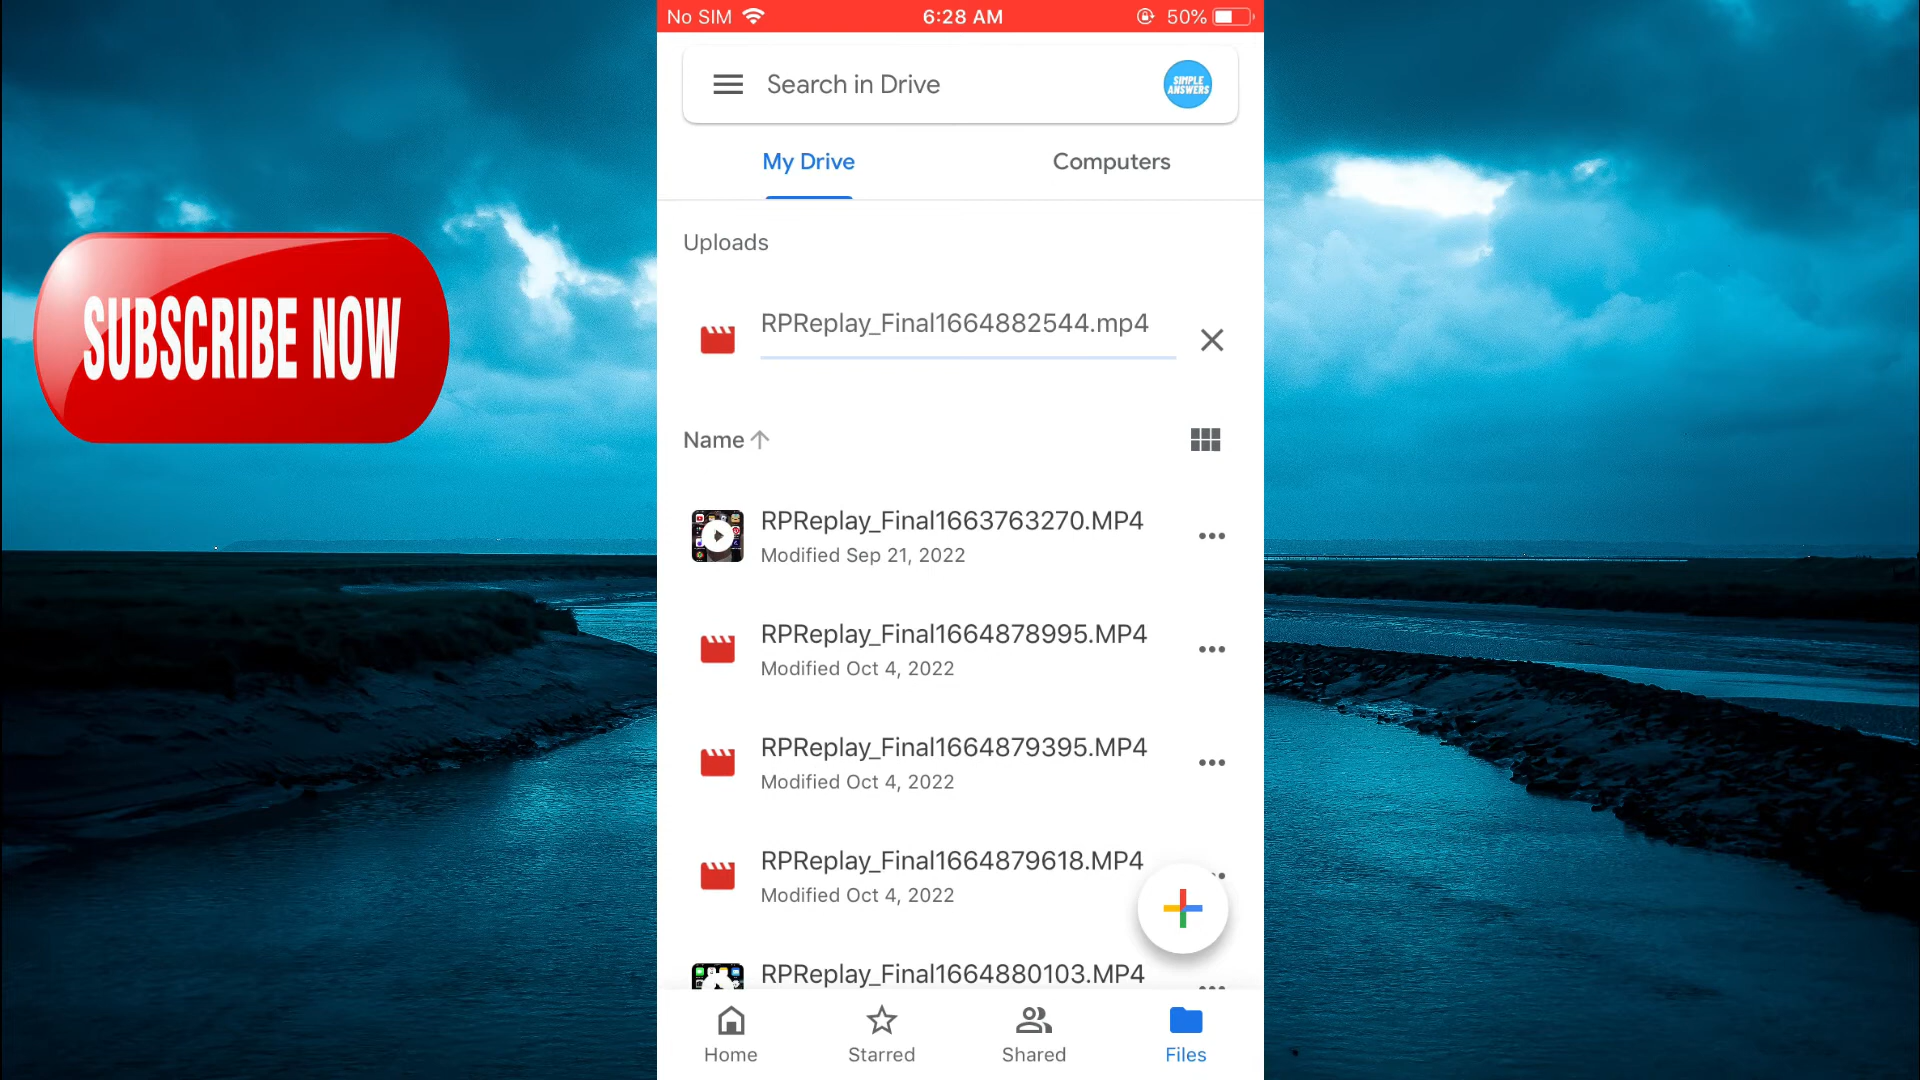 No SIM 6:28 AM 50%
Search in Drive
SIMPLE
ANSWERS
My Drive Computers
Uploads
RPReplay_Final1664882544.mp4
SUBSCRIBE NOW
Name
RPReplay_Final1663763270.MP4
Modified Sep 21, 2022
RPReplay_Final1664878995.MP4
Modified Oct 4, 2022
RPReplay_Final1664879395.MP4
Modified Oct 4, 2022
RPReplay_Final1664879618.MP4
Modified Oct 4, 2022
RPReplay_Final1664880103.MP4
Home Starred Shared Files